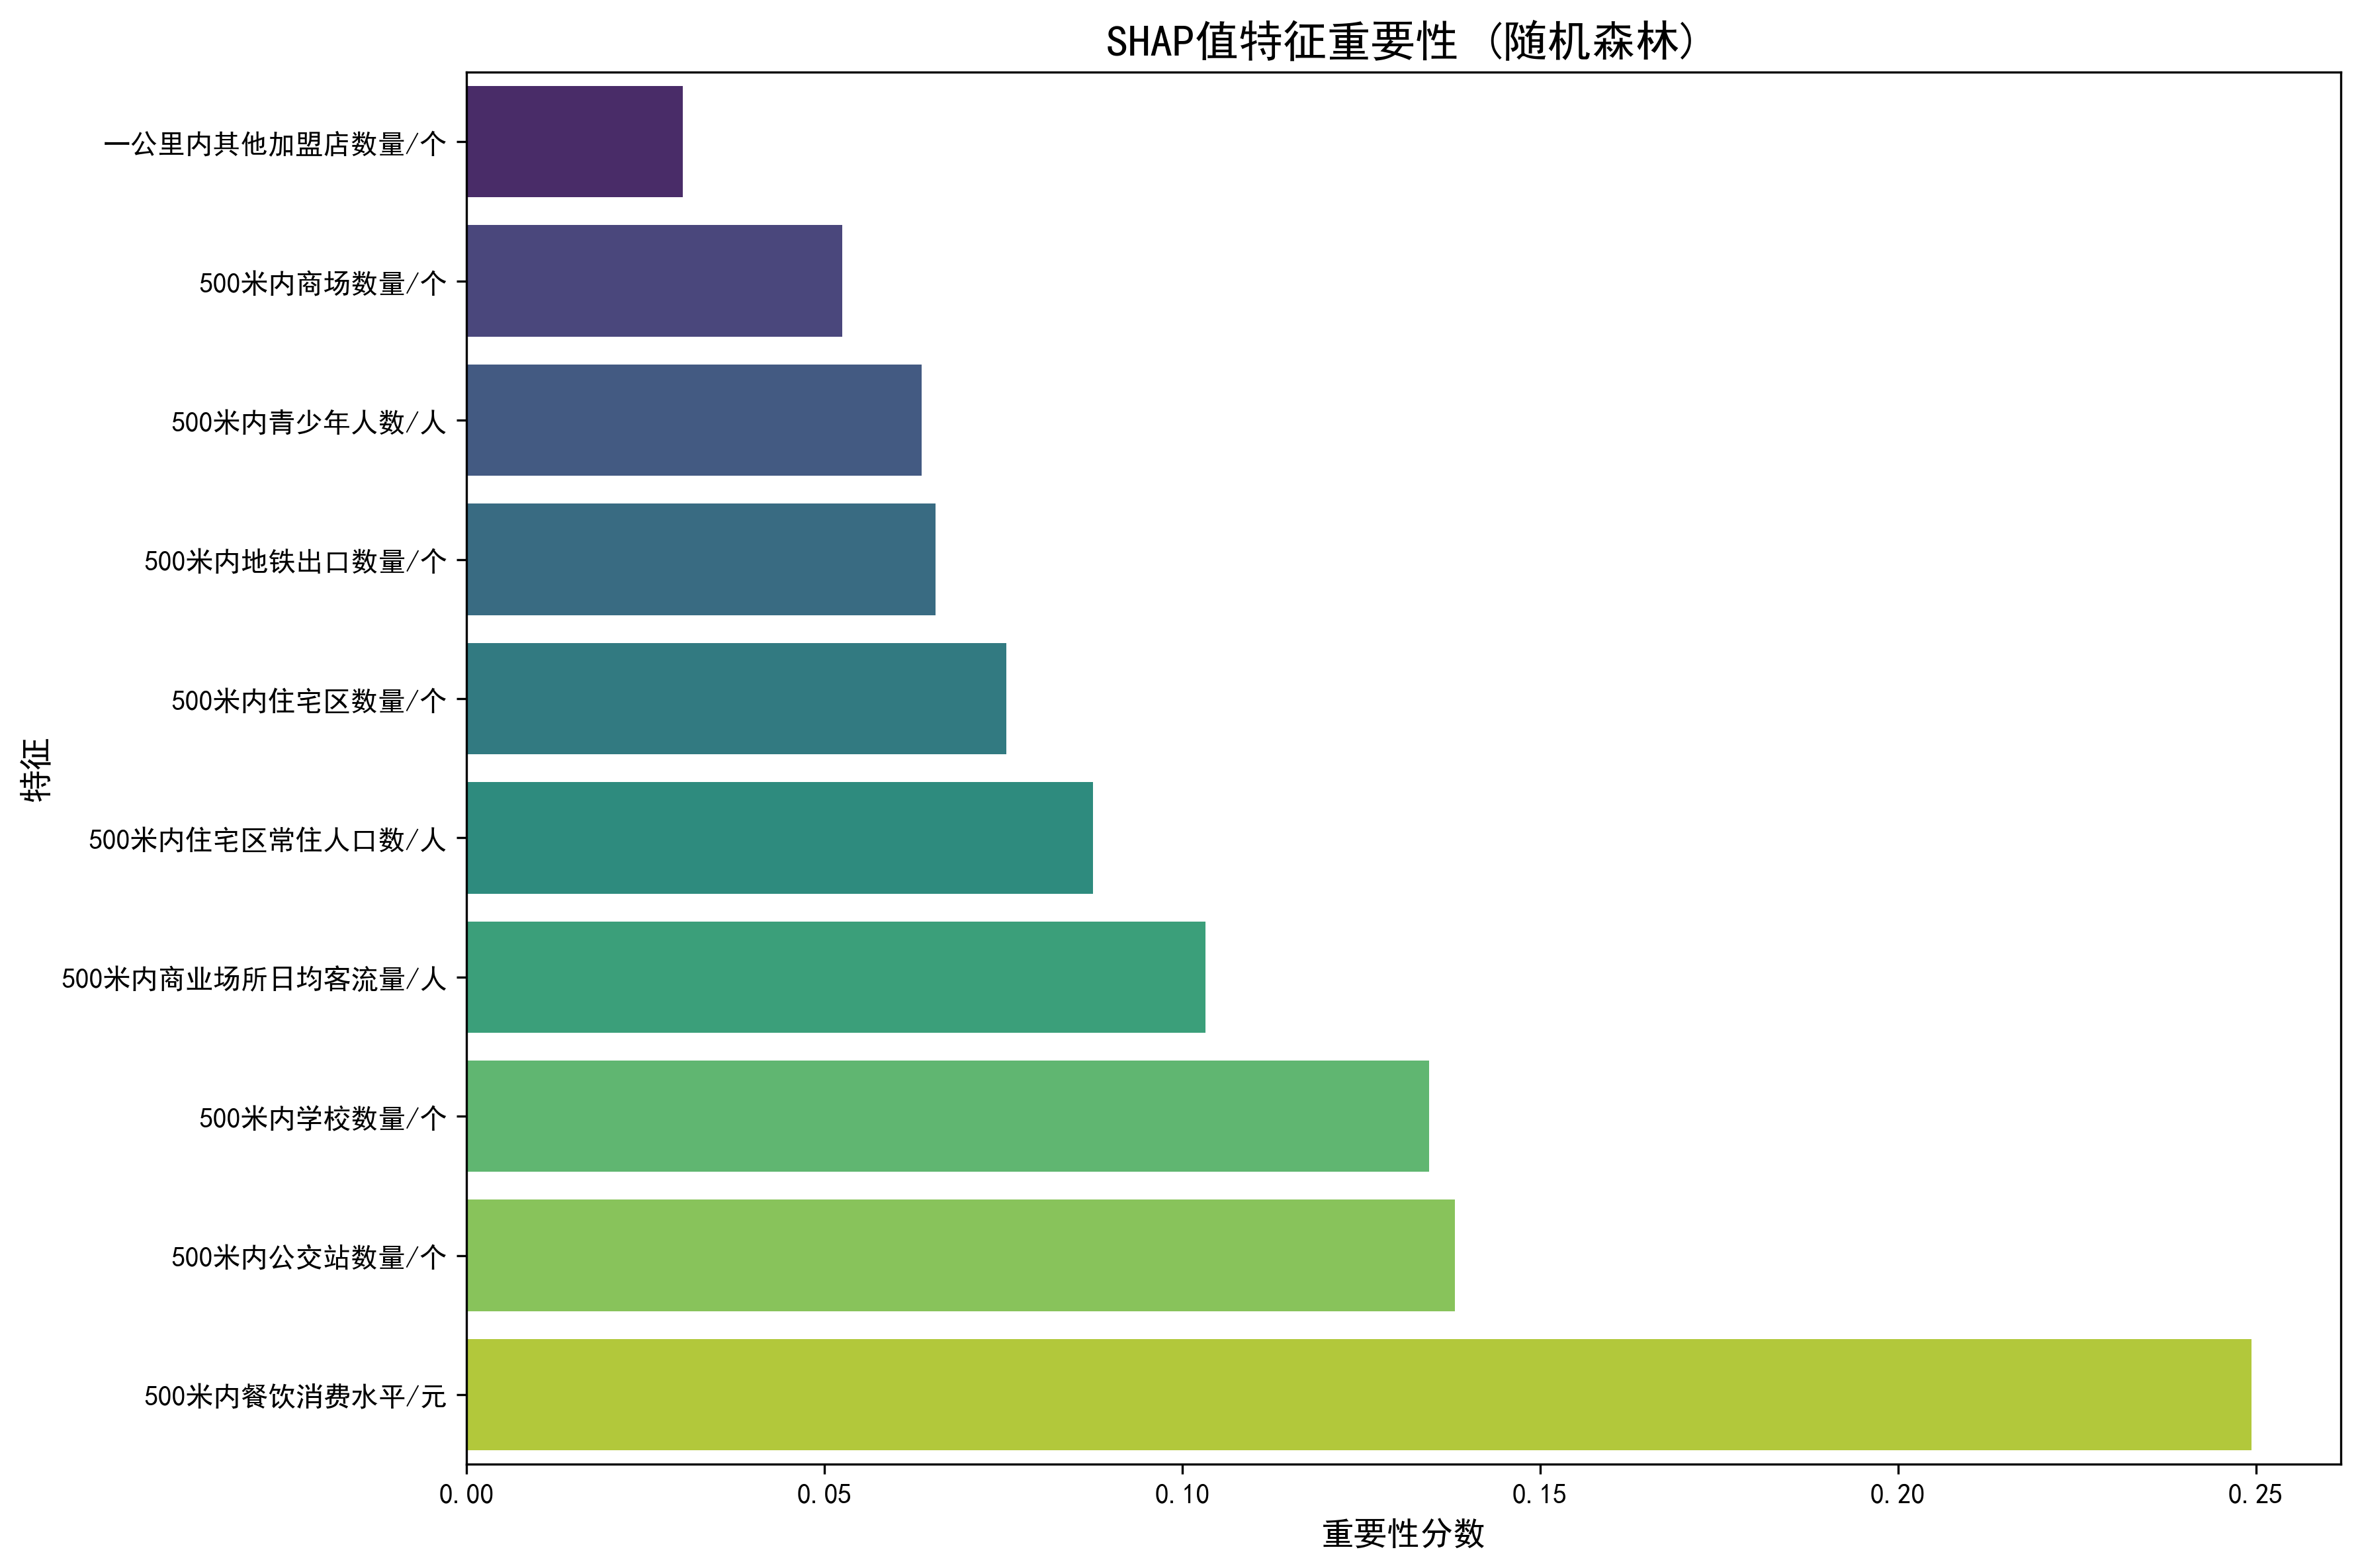 SHAP值特征重要性 (随机森林)
一公里内其他加盟店数量/个
500米内商场数量/个
500米内青少年人数/人
500米内地铁出口数量/个
500米内住宅区数量/个
500米内住宅区常住人口数/人
500米内商业场所日均客流量/人
500米内学校数量/个
500米内公交站数量/个
500米内餐饮消费水平/元
特征
0.00 0.05 0.10 0.15 0.20 0.25
重要性分数